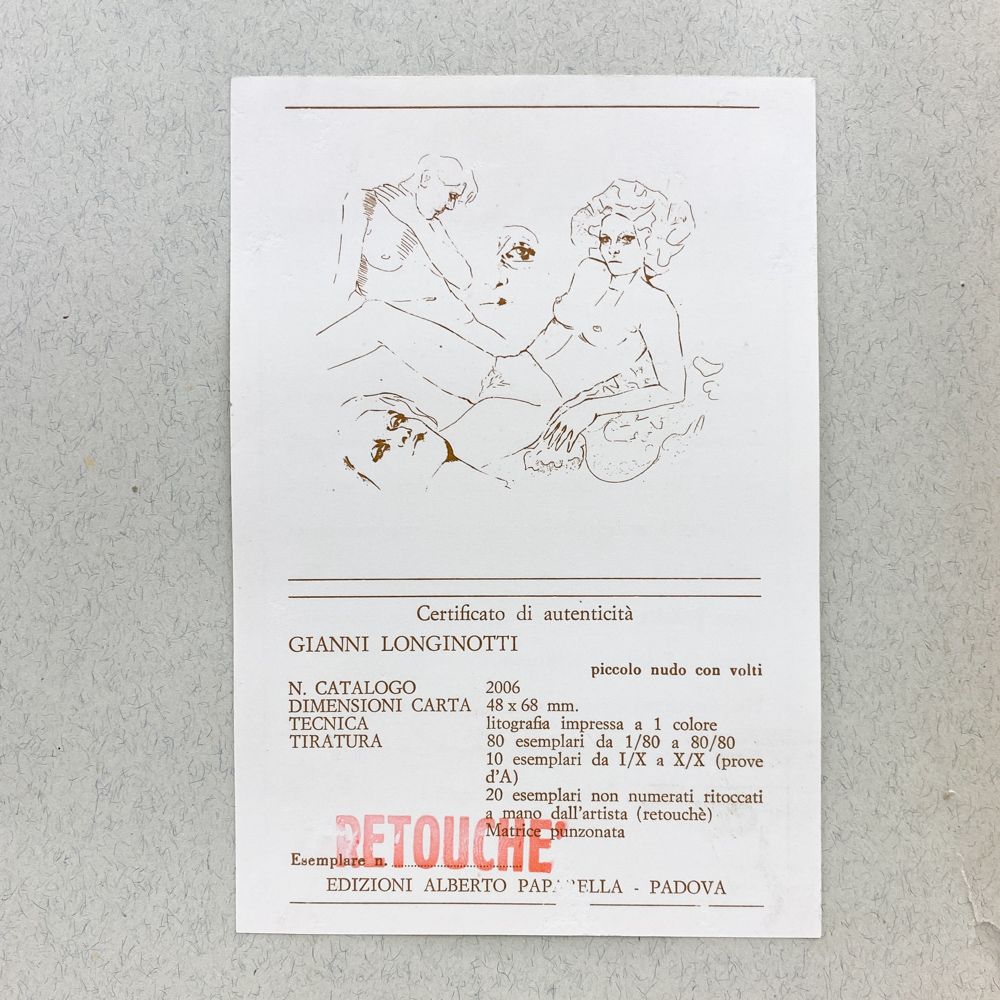 Certificato di autenticità
GIANNI LONGINOTTI
piccolo nudo con volti
N. CATALOGO 2006
DIMENSIONI CARTA 48 x 68 mm.
TECNICA litografia impressa a 1 colore
TIRATURA 80 esemplari da 1/80 a 80/80
10 esemplari da I/X a X/X (prove
d'A)
20 esemplari non numerati ritoccati
a mano dall'artista (retouchè)
Matrice punzonata
RETOUCHE'
Esemplare n. ........................
EDIZIONI ALBERTO - PADOVA